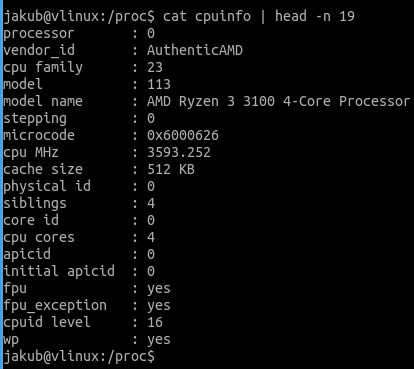 jakub@vlinux:/proc$ cat cpuinfo | head -n 19
processor : 0
vendor_id : AuthenticAMD
cpu family : 23
model : 113
model name : AMD Ryzen 3 3100 4-Core Processor
stepping : 0
microcode : 0x6000626
cpu MHz : 3593.252
cache size : 512 KB
physical id : 0
siblings : 4
core id : 0
cpu cores : 4
apicid : 0
initial apicid : 0
fpu : yes
fpu_exception : yes
cpuid level : 16
wp : yes
jakub@vlinux:/proc$